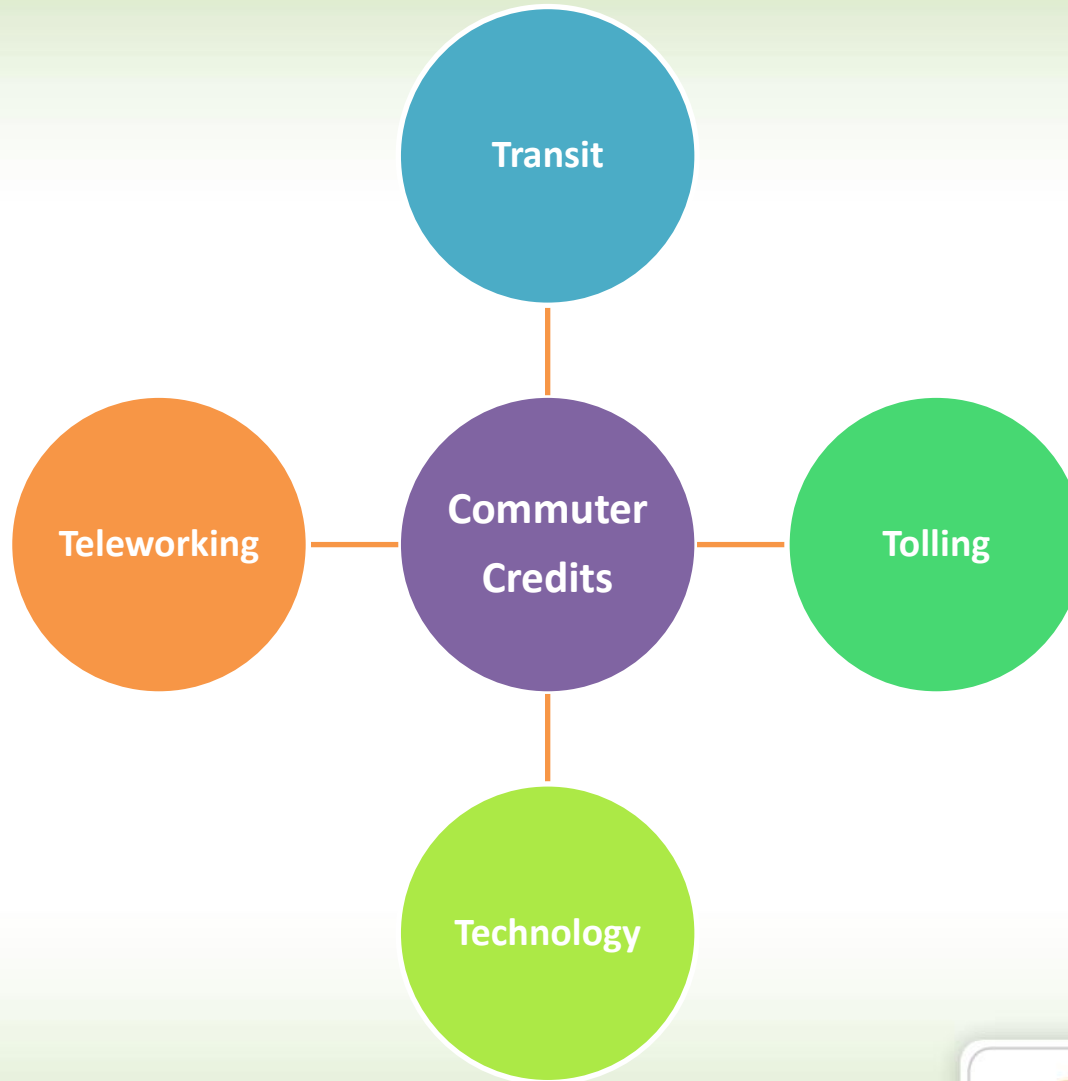 Transit
Teleworking
Commuter
Credits
Tolling
Technology